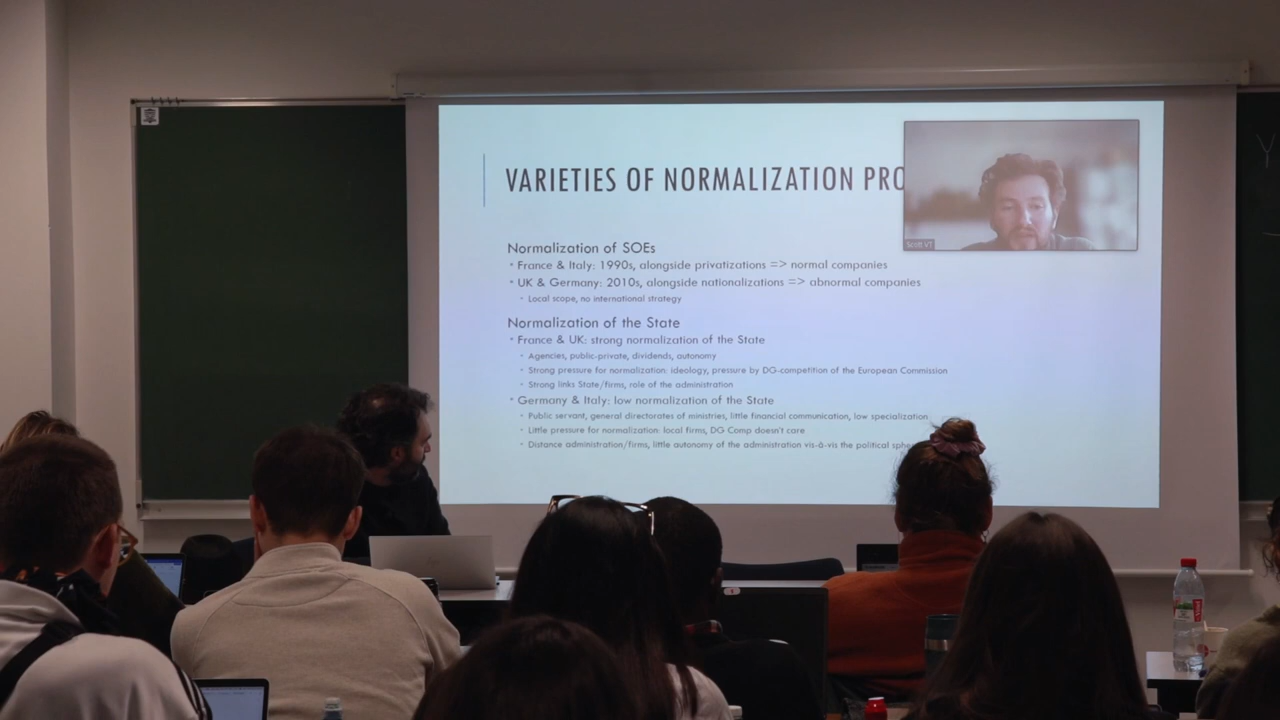 VARIETIES OF NORMALIZATION PRO
Scott VT
Normalization of SOEs
• France & Italy: 1990s, alongside privatizations => normal companies
• UK & Germany: 2010s, alongside nationalizations => abnormal companies
• Local scope, no international strategy
Normalization of the State
• France & UK: strong normalization of the State
• Agencies, public-private, dividends, autonomy
• Strong pressure for normalization: ideology, pressure by DG-competition of the European Commission
• Strong links State/firms, role of the administration
• Germany & Italy: low normalization of the State
• Public servant, general directorates of ministries, little financial communication, low specialization
• Little pressure for normalization: local firms, DG Comp doesn't care
• Distance administration/firms, little autonomy of the administration vis-à-vis the political sphe